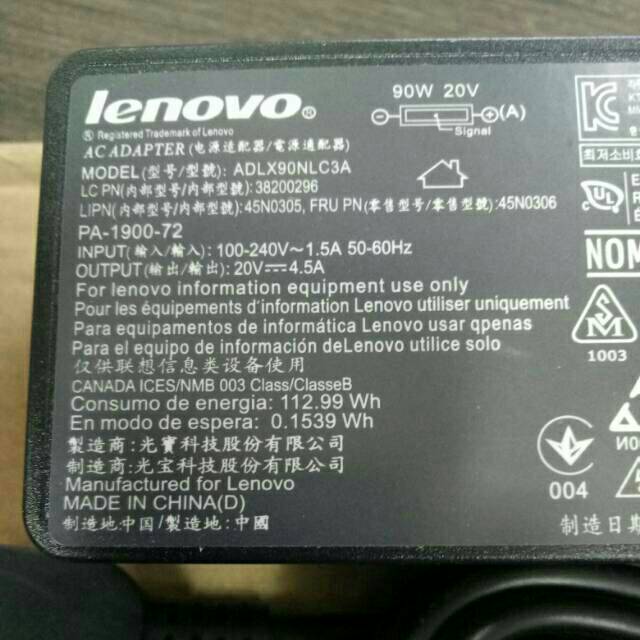 lenovo®
90W 20V
(A)
Signal
® Registered Trademark of Lenovo
AC ADAPTER (电源适配器/電源適配器)
MODEL (型号/型號): ADLX90NLC3A
LC PN(内部型号/内部型號): 38200296
LIPN(内部型号/内部型號): 45N0305, FRU PN(零售型号/零售型號):45N0306
PA-1900-72
INPUT(输入/輸入): 100-240V～1.5A 50-60Hz
OUTPUT(输出/輸出): 20V⎓4.5A
For lenovo information equipment use only
Pour les équipements d´information Lenovo utiliser uniquement
Para equipamentos de informática Lenovo usar qpenas
Para el equipo de información deLenovo utilice solo
仅供联想信息类设备使用
CANADA ICES/NMB 003 Class/ClasseB
Consumo de energia: 112.99 Wh
En modo de espera: 0.1539 Wh
製造商:光寶科技股份有限公司
制造商:光宝科技股份有限公司
Manufactured for Lenovo
MADE IN CHINA(D)
制造地中国/製造地:中國
최저소비효
UL
NOM
1003
004
制造日期